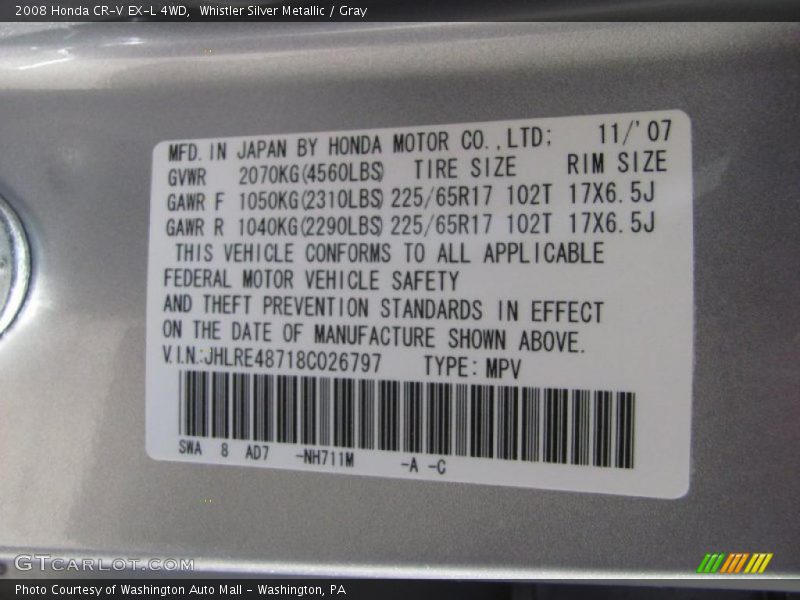 2008 Honda CR-V EX-L 4WD,  Whistler Silver Metallic / Gray
MFD. IN JAPAN BY HONDA MOTOR CO.,LTD; 11/'07
GVWR 2070KG(4560LBS) TIRE SIZE RIM SIZE
GAWR F 1050KG(2310LBS) 225/65R17 102T 17X6.5J
GAWR R 1040KG(2290LBS) 225/65R17 102T 17X6.5J
THIS VEHICLE CONFORMS TO ALL APPLICABLE
FEDERAL MOTOR VEHICLE SAFETY
AND THEFT PREVENTION STANDARDS IN EFFECT
ON THE DATE OF MANUFACTURE SHOWN ABOVE.
V.I.N.:JHLRE48718C026797 TYPE: MPV
SWA 8 AD7 -NH711M -A -C
GTCARLOT.COM
Photo Courtesy of Washington Auto Mall - Washington, PA